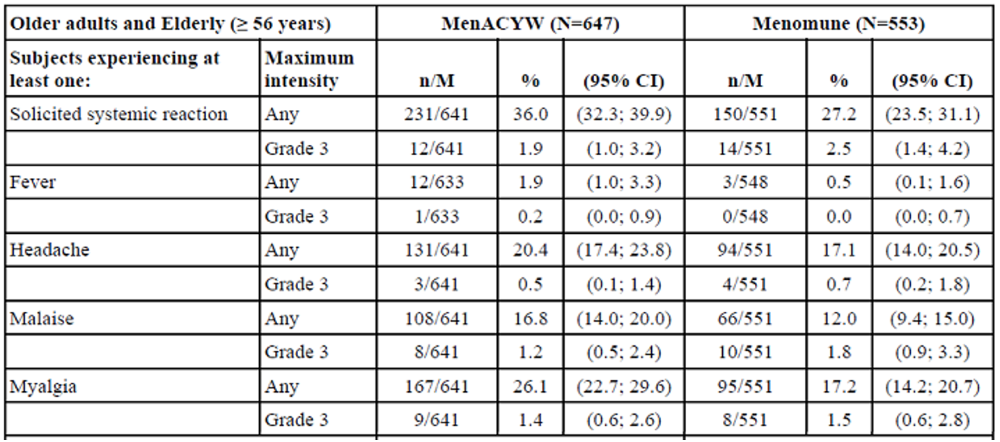 Older adults and Elderly (≥ 56 years) MenACYW (N=647) Menomune (N=553)
Subjects experiencing at least one: Maximum intensity n/M % (95% CI) n/M % (95% CI)
Solicited systemic reaction Any 231/641 36.0 (32.3; 39.9) 150/551 27.2 (23.5; 31.1)
Grade 3 12/641 1.9 (1.0; 3.2) 14/551 2.5 (1.4; 4.2)
Fever Any 12/633 1.9 (1.0; 3.3) 3/548 0.5 (0.1; 1.6)
Grade 3 1/633 0.2 (0.0; 0.9) 0/548 0.0 (0.0; 0.7)
Headache Any 131/641 20.4 (17.4; 23.8) 94/551 17.1 (14.0; 20.5)
Grade 3 3/641 0.5 (0.1; 1.4) 4/551 0.7 (0.2; 1.8)
Malaise Any 108/641 16.8 (14.0; 20.0) 66/551 12.0 (9.4; 15.0)
Grade 3 8/641 1.2 (0.5; 2.4) 10/551 1.8 (0.9; 3.3)
Myalgia Any 167/641 26.1 (22.7; 29.6) 95/551 17.2 (14.2; 20.7)
Grade 3 9/641 1.4 (0.6; 2.6) 8/551 1.5 (0.6; 2.8)